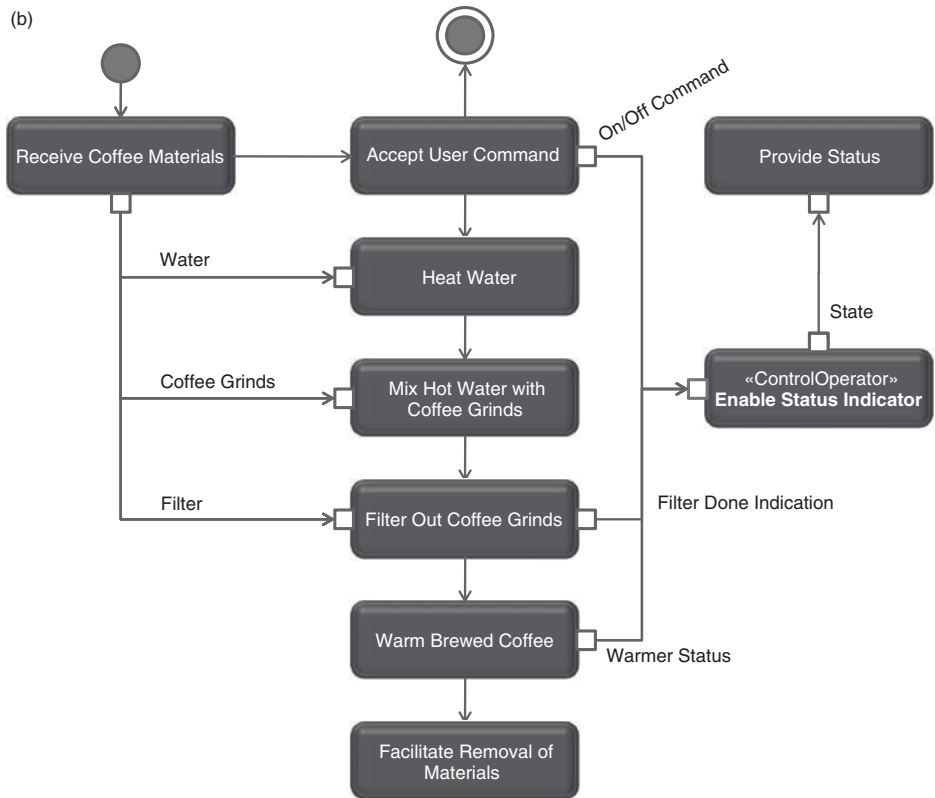 (b)
On/Off Command
Receive Coffee Materials
Accept User Command
Provide Status
Water
Heat Water
State
Coffee Grinds
Mix Hot Water with
Coffee Grinds
«ControlOperator»
Enable Status Indicator
Filter
Filter Out Coffee Grinds
Filter Done Indication
Warm Brewed Coffee
Warmer Status
Facilitate Removal of
Materials